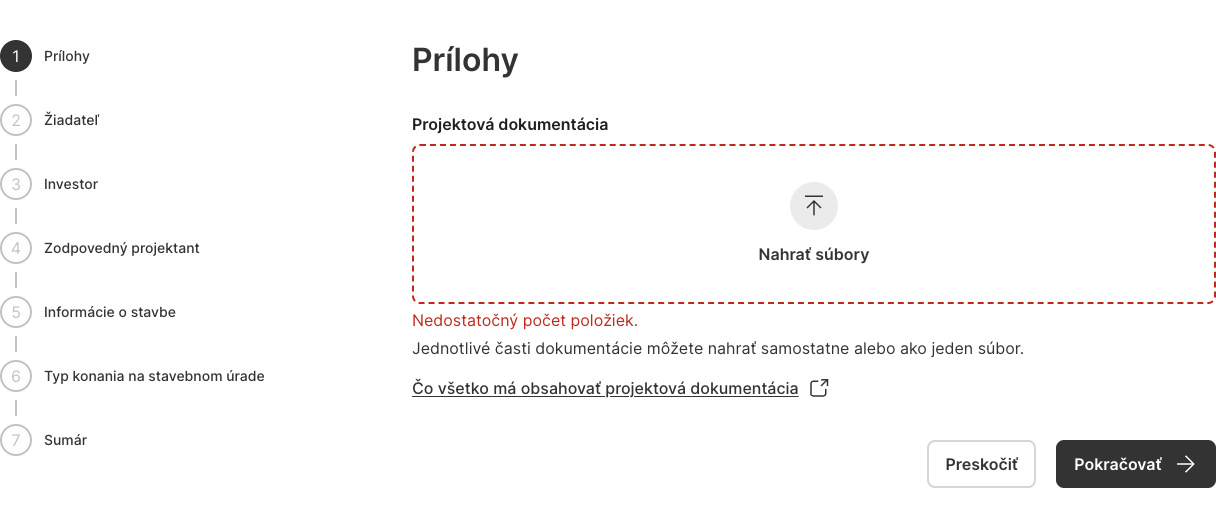 1 Prílohy
2 Žiadateľ
3 Investor
4 Zodpovedný projektant
5 Informácie o stavbe
6 Typ konania na stavebnom úrade
7 Sumár
Prílohy
Projektová dokumentácia
Nahrať súbory
Nedostatočný počet položiek.
Jednotlivé časti dokumentácie môžete nahrať samostatne alebo ako jeden súbor.
Čo všetko má obsahovať projektová dokumentácia
Preskočiť
Pokračovať